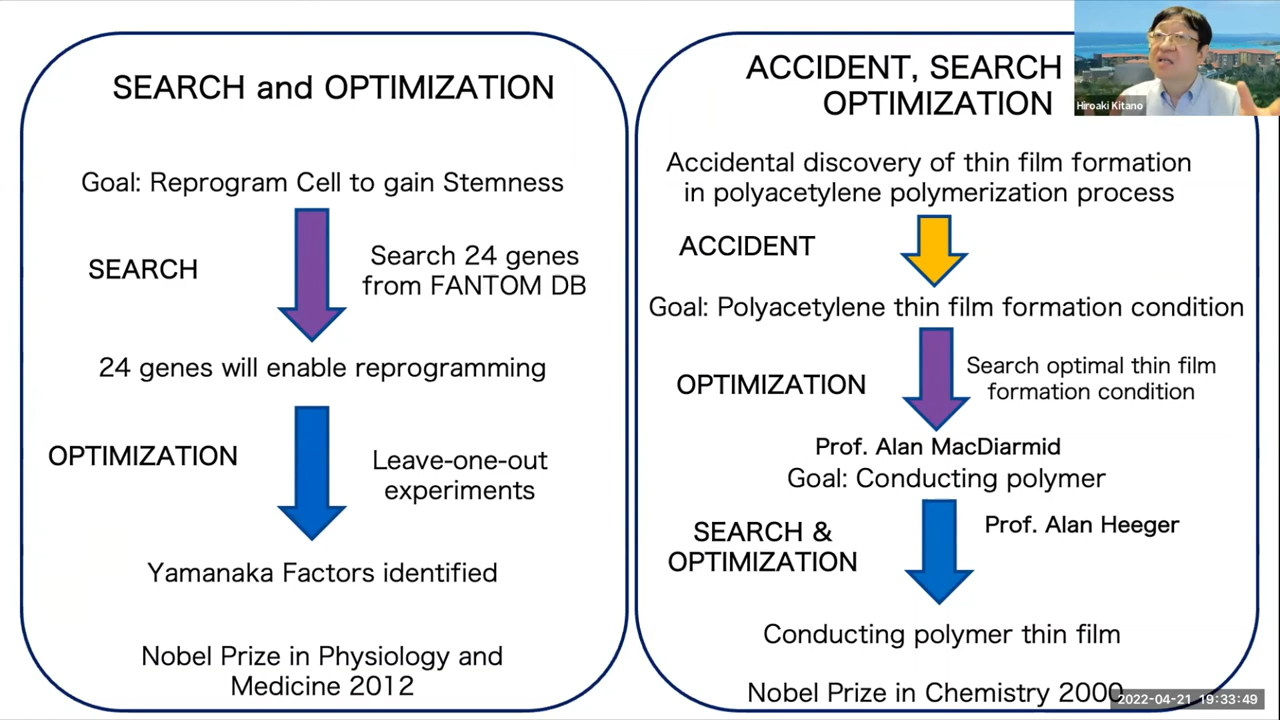 SEARCH and OPTIMIZATION
Goal: Reprogram Cell to gain Stemness
SEARCH
Search 24 genes
from FANTOM DB
24 genes will enable reprogramming
OPTIMIZATION
Leave-one-out
experiments
Yamanaka Factors identified
Nobel Prize in Physiology and
Medicine 2012
ACCIDENT, SEARCH
OPTIMIZATION
Accidental discovery of thin film formation
in polyacetylene polymerization process
ACCIDENT
Goal: Polyacetylene thin film formation condition
OPTIMIZATION
Search optimal thin film
formation condition
Prof. Alan MacDiarmid
Goal: Conducting polymer
SEARCH &
OPTIMIZATION
Prof. Alan Heeger
Conducting polymer thin film
Nobel Prize in Chemistry 2000
Hiroaki Kitano
2022-04-21 19:33:49